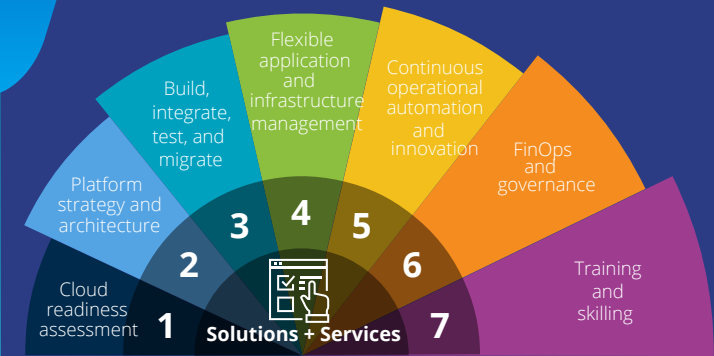 Cloud
readiness
assessment
1
Platform
strategy and
architecture
2
Build,
integrate,
test, and
migrate
3
Flexible
application
and
infrastructure
management
4
Continuous
operational
automation
and
innovation
5
FinOps
and
governance
6
Training
and
skilling
7
Solutions + Services